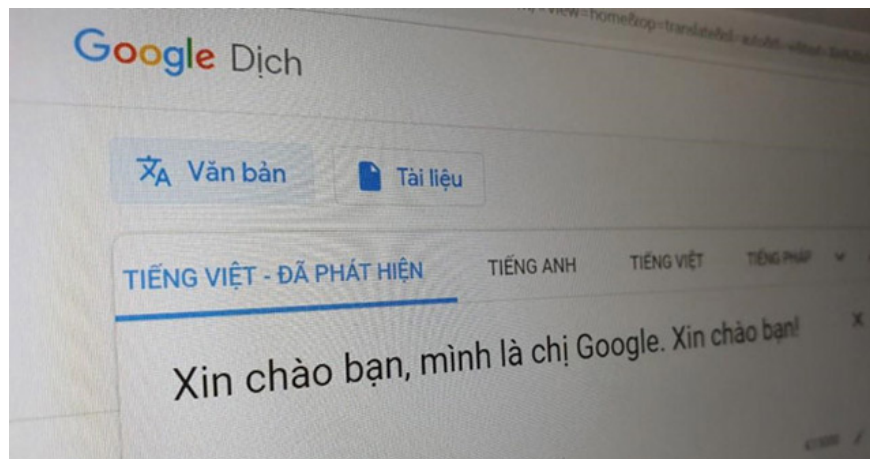 Google Dịch
Văn bản
Tài liệu
TIẾNG VIỆT - ĐÃ PHÁT HIỆN TIẾNG ANH TIẾNG VIỆT TIẾNG PHÁP
Xin chào bạn, mình là chị Google. Xin chào bạn!